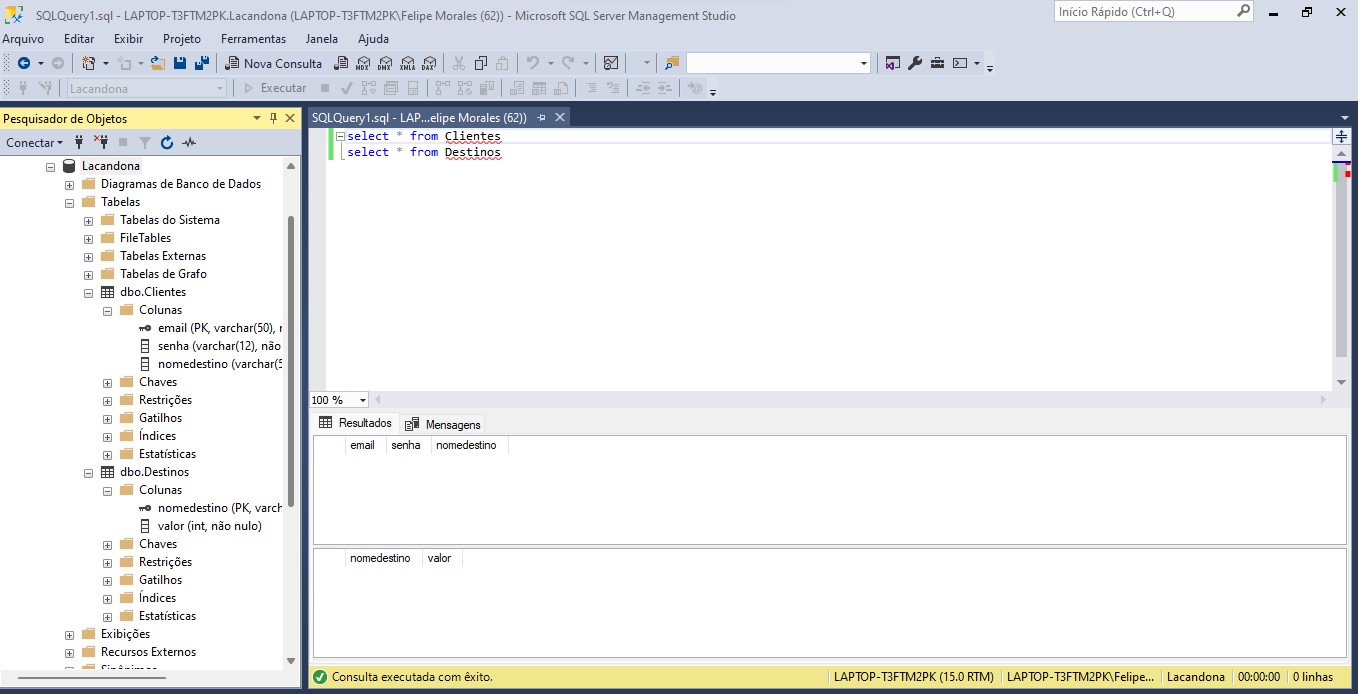 SQLQuery1.sql - LAPTOP-T3FTM2PK.Lacandona (LAPTOP-T3FTM2PK\Felipe Morales (62)) - Microsoft SQL Server Management Studio
Início Rápido (Ctrl+Q)
Arquivo Editar Exibir Projeto Ferramentas Janela Ajuda
Nova Consulta MDX DMX XMLA DAX
Lacandona Executar
Pesquisador de Objetos
Conectar
Lacandona
Diagramas de Banco de Dados
Tabelas
Tabelas do Sistema
FileTables
Tabelas Externas
Tabelas de Grafo
dbo.Clientes
Colunas
email (PK, varchar(50), r
senha (varchar(12), não
nomedestino (varchar(5
Chaves
Restrições
Gatilhos
Índices
Estatísticas
dbo.Destinos
Colunas
nomedestino (PK, varch
valor (int, não nulo)
Chaves
Restrições
Gatilhos
Índices
Estatísticas
Exibições
Recursos Externos
Sinônimos
SQLQuery1.sql - LAP...elipe Morales (62))
select * from Clientes
select * from Destinos
100 %
Resultados Mensagens
email senha nomedestino
nomedestino valor
Consulta executada com êxito.
LAPTOP-T3FTM2PK (15.0 RTM) LAPTOP-T3FTM2PK\Felipe... Lacandona 00:00:00 0 linhas